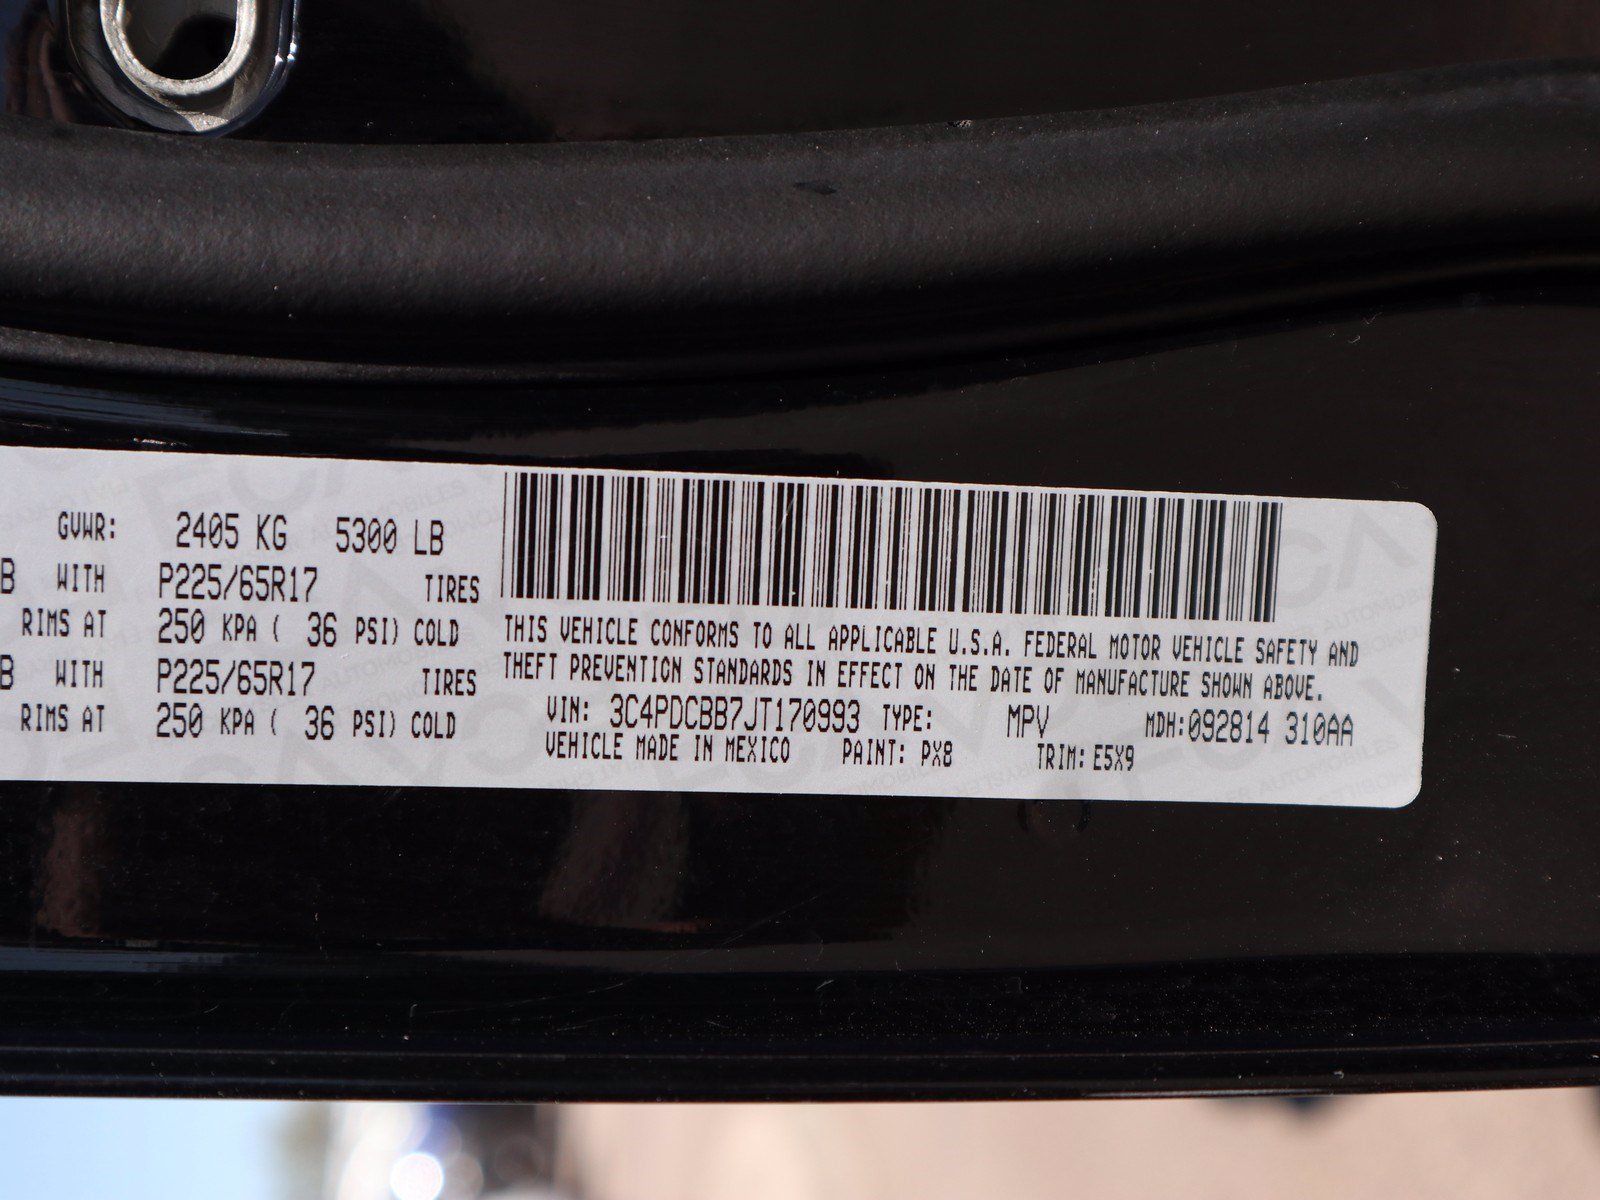 GVWR: 2405 KG 5300 LB
B WITH P225/65R17 TIRES
RIMS AT 250 KPA ( 36 PSI) COLD
B WITH P225/65R17 TIRES
RIMS AT 250 KPA ( 36 PSI) COLD
THIS VEHICLE CONFORMS TO ALL APPLICABLE U.S.A. FEDERAL MOTOR VEHICLE SAFETY AND
THEFT PREVENTION STANDARDS IN EFFECT ON THE DATE OF MANUFACTURE SHOWN ABOVE.
VIN: 3C4PDCBB7JT170993 TYPE: MPV MDH:092814 310AA
VEHICLE MADE IN MEXICO PAINT: PX8 TRIM: E5X9